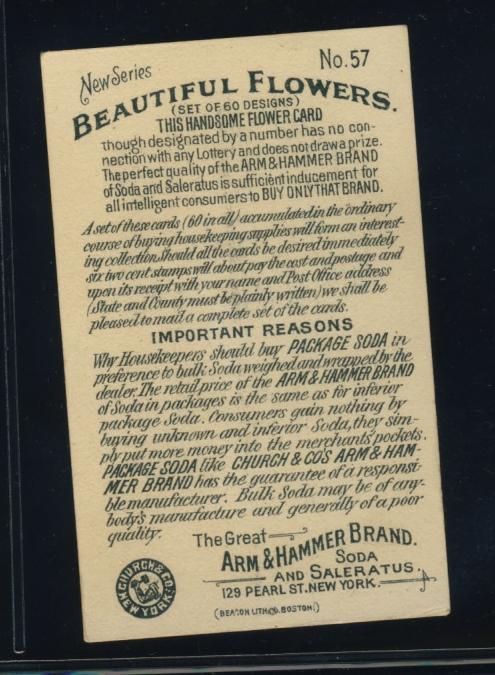 New Series
No. 57
BEAUTIFUL FLOWERS.
(SET OF 60 DESIGNS)
THIS HANDSOME FLOWER CARD
though designated by a number has no con-
nection with any Lottery and does not draw a prize.
The perfect quality of the ARM & HAMMER BRAND
of Soda and Saleratus is sufficient inducement for
all intelligent consumers to BUY ONLY THAT BRAND.
A set of these cards (60 in all) accumulated in the ordinary
course of buying housekeeping supplies will form an interest-
ing collection. Should all the cards be desired immediately
six two cent stamps will about pay the cost and postage and
upon its receipt with your name and Post Office address
(State and County must be plainly written) we shall be
pleased to mail a complete set of the cards.
IMPORTANT REASONS
Why Housekeepers should buy PACKAGE SODA in
preference to bulk Soda weighed and wrapped by the
dealer. The retail price of the ARM & HAMMER BRAND
of Soda in packages is the same as for inferior
package Soda. Consumers gain nothing by
buying unknown and inferior Soda, they sim-
ply put more money into the merchants' pockets.
PACKAGE SODA like CHURCH & CO'S ARM & HAM-
MER BRAND has the guarantee of a responsi-
ble manufacturer. Bulk Soda may be of any-
body's manufacture and generally of a poor
quality.
The Great
ARM & HAMMER BRAND.
SODA
AND SALERATUS.
129 PEARL ST. NEW YORK.
CHURCH & CO.
NEW YORK
(BEACON LITH. CO. BOSTON.)